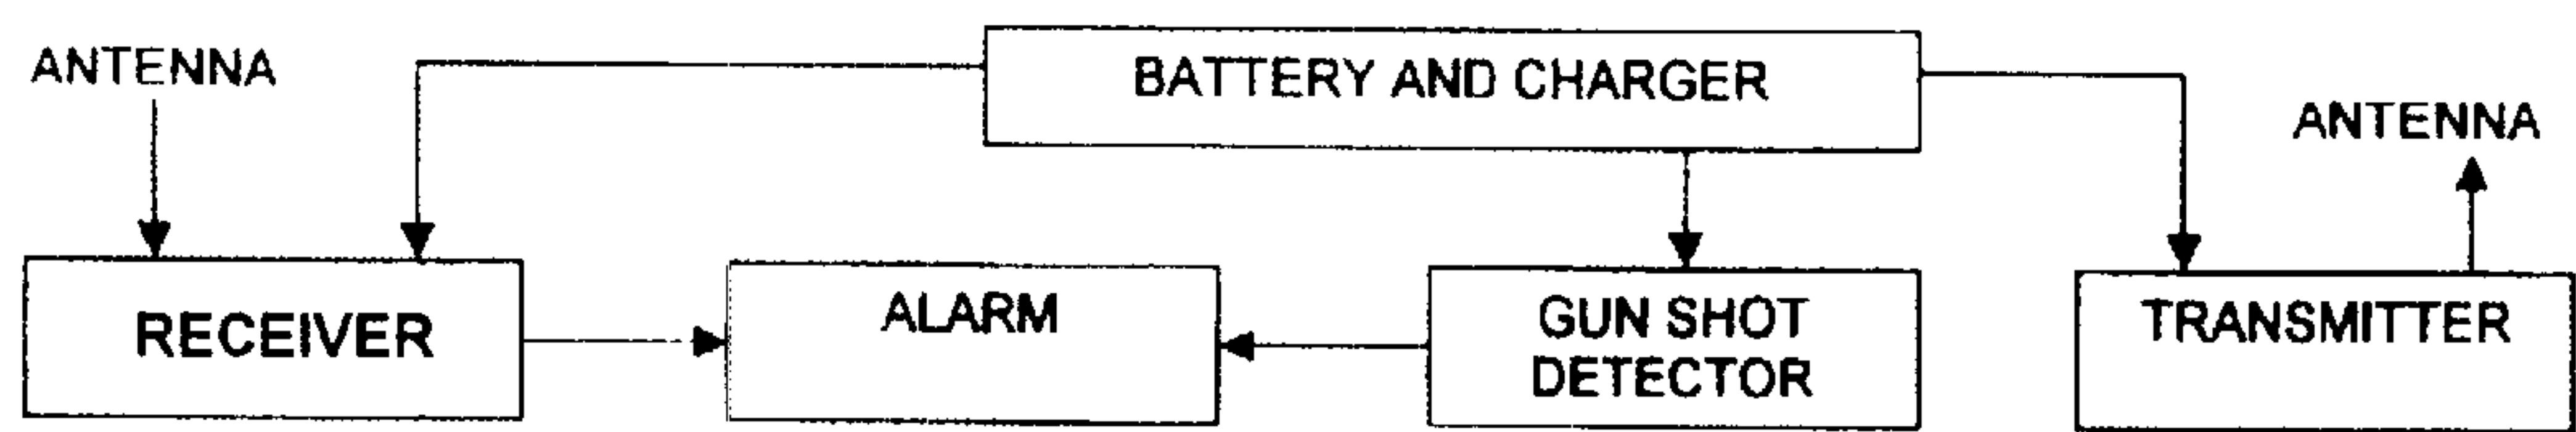 ANTENNA
BATTERY AND CHARGER
ANTENNA
RECEIVER
ALARM
GUN SHOT
DETECTOR
TRANSMITTER